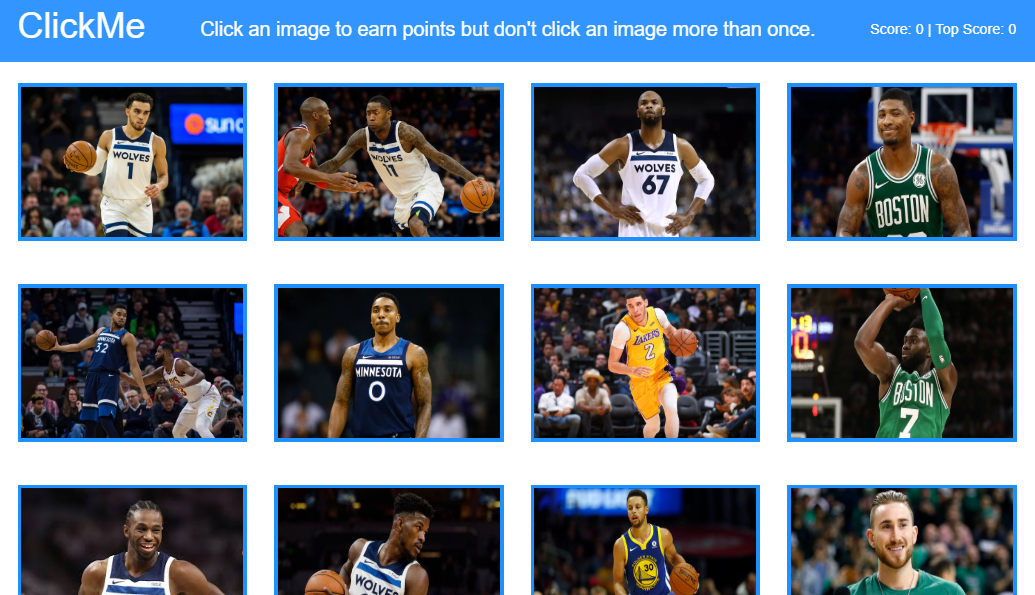 ClickMe
Click an image to earn points but don't click an image more than once.
Score: 0 | Top Score: 0
WOLVES
1
WOLVES
11
WOLVES
67
BOSTON
MINNESOTA
32
MINNESOTA
0
LAKERS
2
BOSTON
7
WOLVES
30